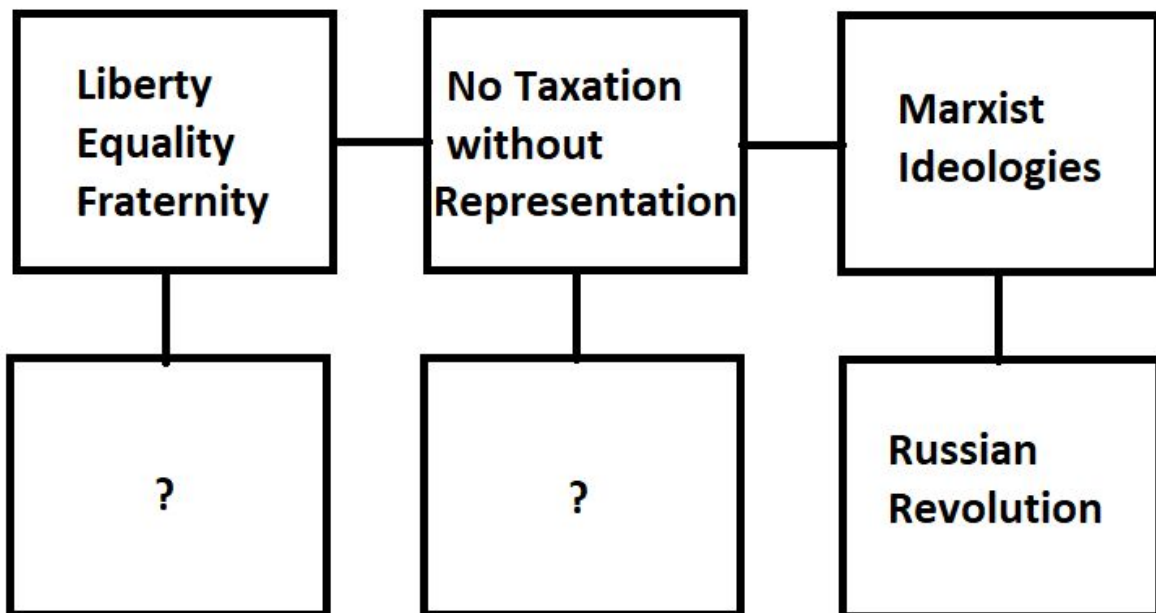 Liberty
Equality
Fraternity
No Taxation
without
Representation
Marxist
Ideologies
?
?
Russian
Revolution